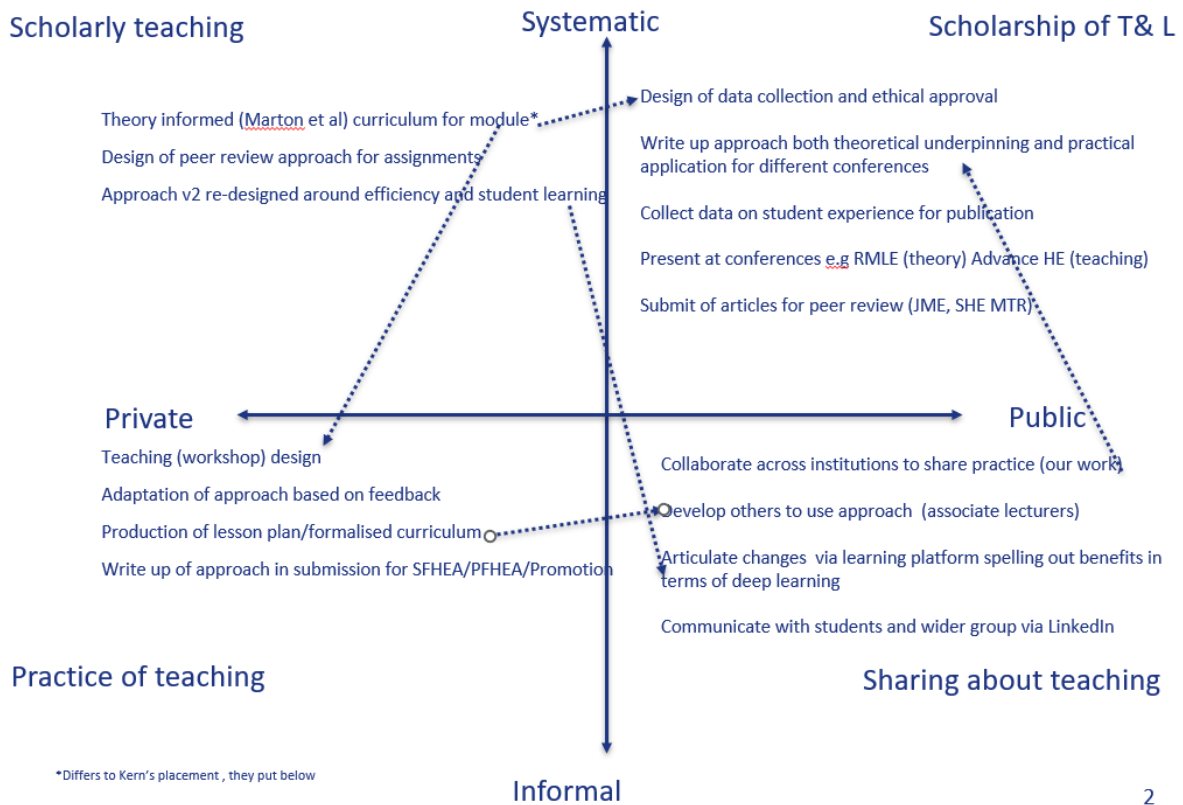 Scholarly teaching
Systematic
Scholarship of T& L
Theory informed (Marton et al) curriculum for module*
Design of peer review approach for assignments
Approach v2 re-designed around efficiency and student learning
Design of data collection and ethical approval
Write up approach both theoretical underpinning and practical
application for different conferences
Collect data on student experience for publication
Present at conferences e.g RMLE (theory) Advance HE (teaching)
Submit of articles for peer review (JME, SHE MTR)
Private
Public
Teaching (workshop) design
Adaptation of approach based on feedback
Production of lesson plan/formalised curriculum
Write up of approach in submission for SFHEA/PFHEA/Promotion
Collaborate across institutions to share practice (our work)
Develop others to use approach (associate lecturers)
Articulate changes via learning platform spelling out benefits in
terms of deep learning
Communicate with students and wider group via LinkedIn
Practice of teaching
Sharing about teaching
*Differs to Kern's placement , they put below
Informal
2